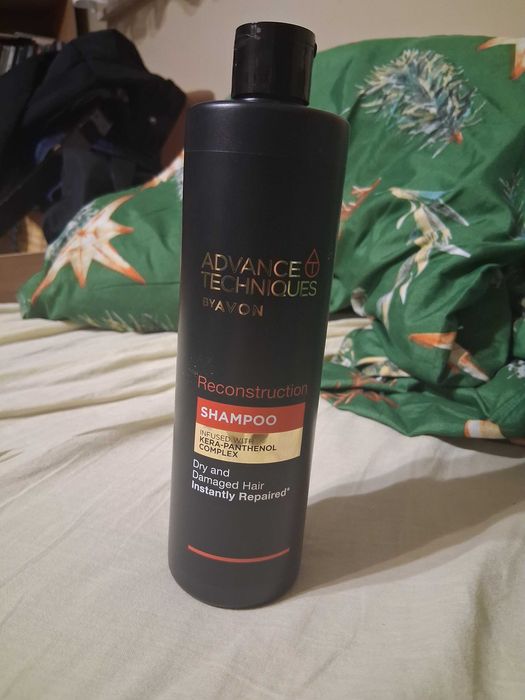 ADVANCE
TECHNIQUES
BY AVON
Reconstruction
SHAMPOO
INFUSED WITH
KERA-PANTHENOL
COMPLEX
Dry and
Damaged Hair
Instantly Repaired*